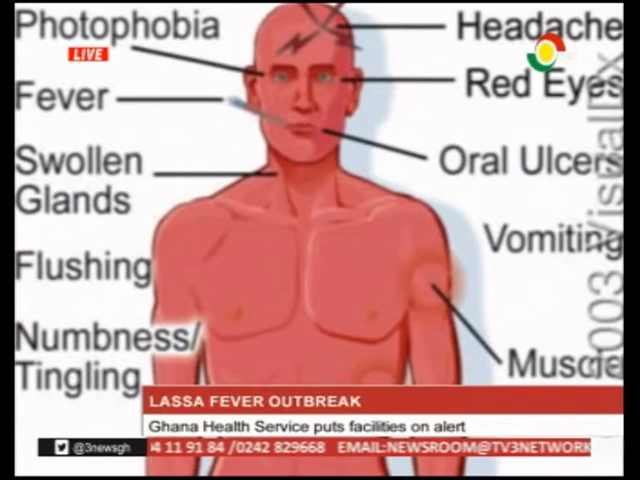 Photophobia
Headache
LIVE
Red Eyes
Fever
Oral Ulcers
Swollen
Glands
Vomiting
Flushing
Numbness/
Tingling
LASSA FEVER OUTBREAK
Ghana Health Service puts facilities on alert
@3newsgh
4 11 91 84 /0242 829668 EMAIL:NEWSROOM@TV3NETWORK